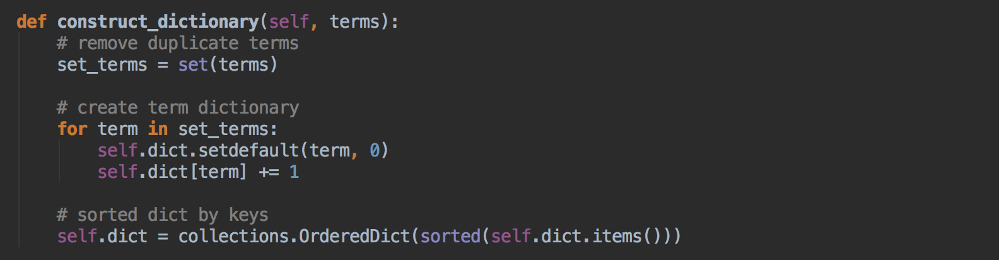 def construct_dictionary(self, terms):
    # remove duplicate terms
    set_terms = set(terms)

    # create term dictionary
    for term in set_terms:
        self.dict.setdefault(term, 0)
        self.dict[term] += 1

    # sorted dict by keys
    self.dict = collections.OrderedDict(sorted(self.dict.items()))